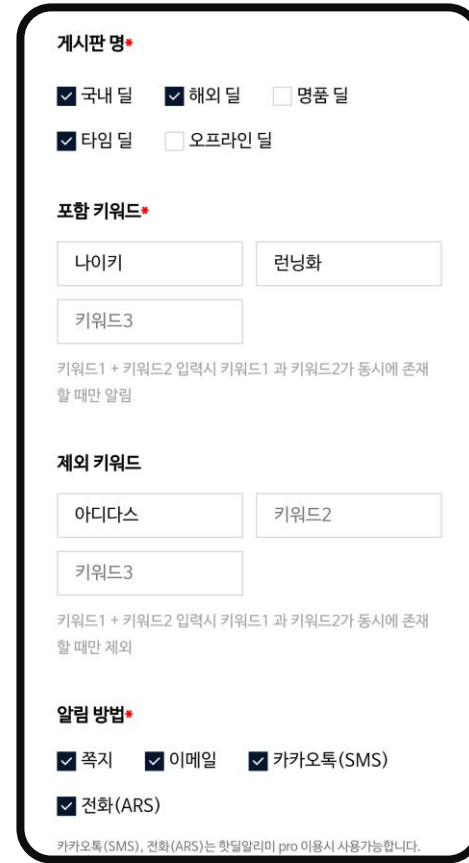 게시판 명*
국내 딜 해외 딜 명품 딜
타임 딜 오프라인 딜
포함 키워드*
나이키 런닝화
키워드3
키워드1 + 키워드2 입력시 키워드1 과 키워드2가 동시에 존재
할 때만 알림
제외 키워드
아디다스 키워드2
키워드3
키워드1 + 키워드2 입력시 키워드1 과 키워드2가 동시에 존재
할 때만 제외
알림 방법*
쪽지 이메일 카카오톡(SMS)
전화(ARS)
카카오톡(SMS), 전화(ARS)는 핫딜알리미 pro 이용시 사용가능합니다.